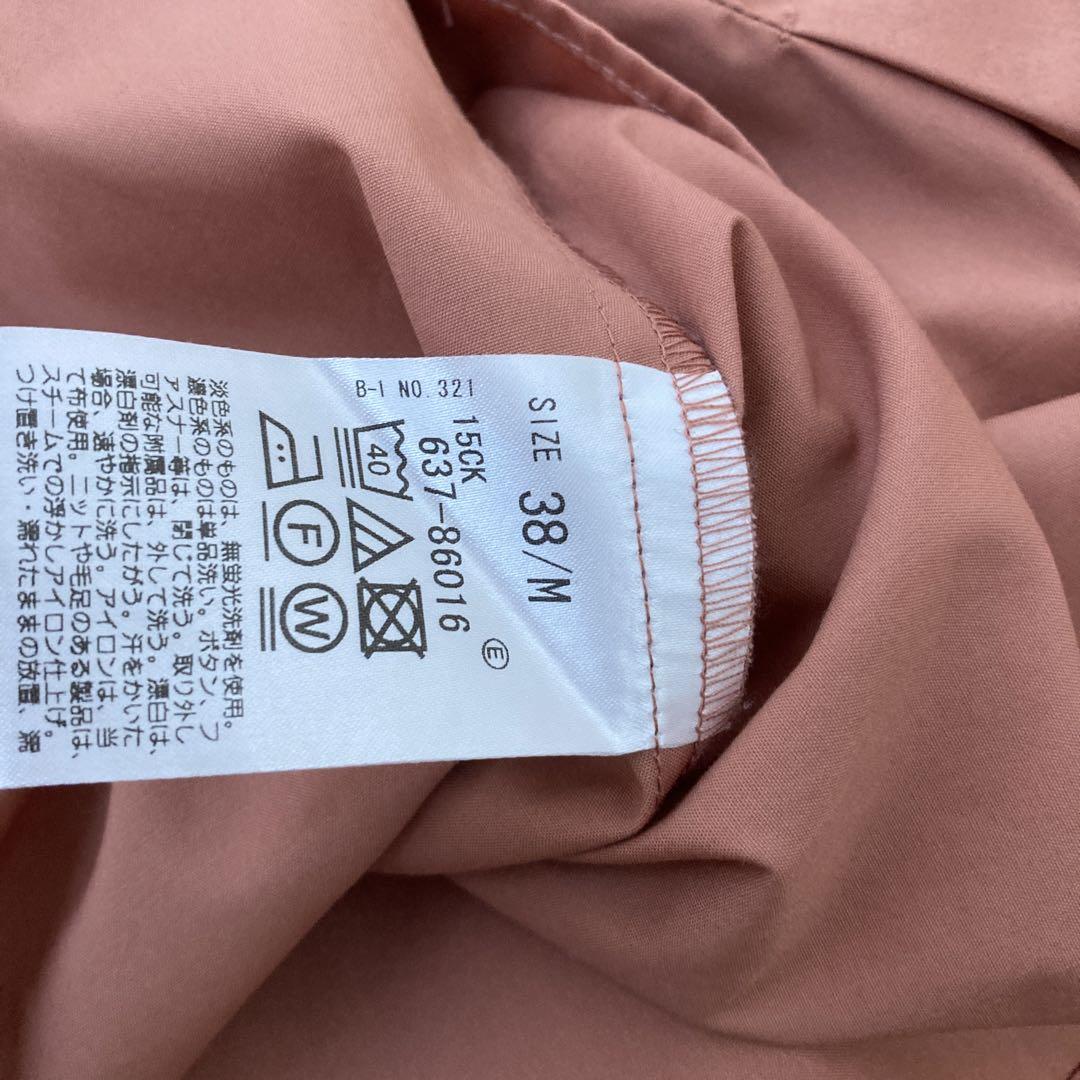 SIZE 38/M
B-I NO. 321
15CK
637-86016
Ⓔ
40
F
W
淡色系のものは、無蛍光洗剤を使用。
濃色系のものは単品洗い。ボタン、フ
ァスナー等は、閉じて洗う。取り外し
可能な附属品は、外して洗う。漂白は、
漂白剤の指示にしたがう。汗をかいた
場合、速やかに洗う。アイロンは、当
て布使用。ニットや毛足のある製品は、
スチームでの浮かしアイロン仕上げ。
つけ置き洗い・濡れたままの放置、濡